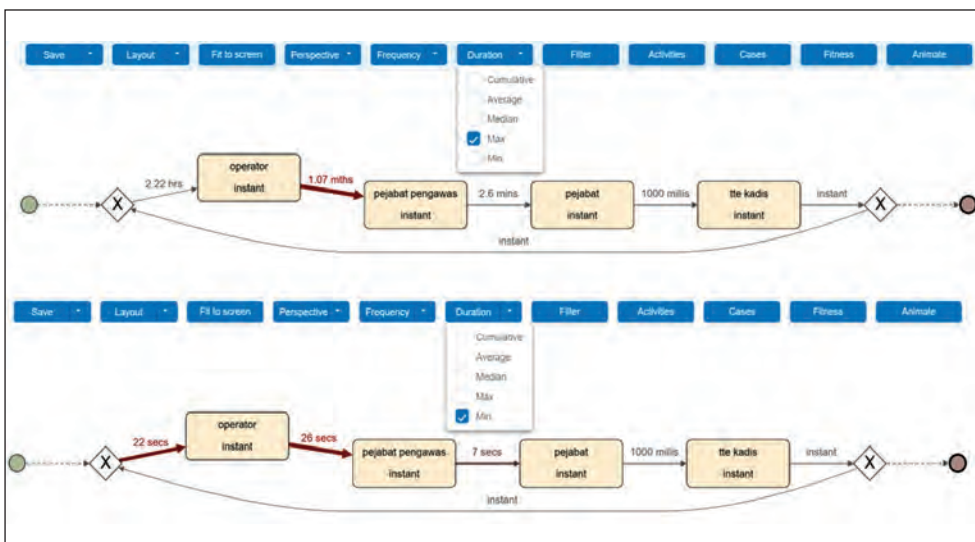 Save Layout Fit to screen Perspective Frequency Duration Filter Activities Cases Fitness Animate
Cumulative
Average
Median
Max
Min
operator
instant
2.22 hrs
1.07 mths
pejabat pengawas
instant
2.6 mins
pejabat
instant
1000 millis
tte kadis
instant
instant
X
X
instant
Save Layout Fit to screen Perspective Frequency Duration Filter Activities Cases Fitness Animate
Cumulative
Average
Median
Max
Min
operator
instant
22 secs
26 secs
pejabat pengawas
instant
7 secs
pejabat
instant
1000 millis
tte kadis
instant
instant
X
X
instant